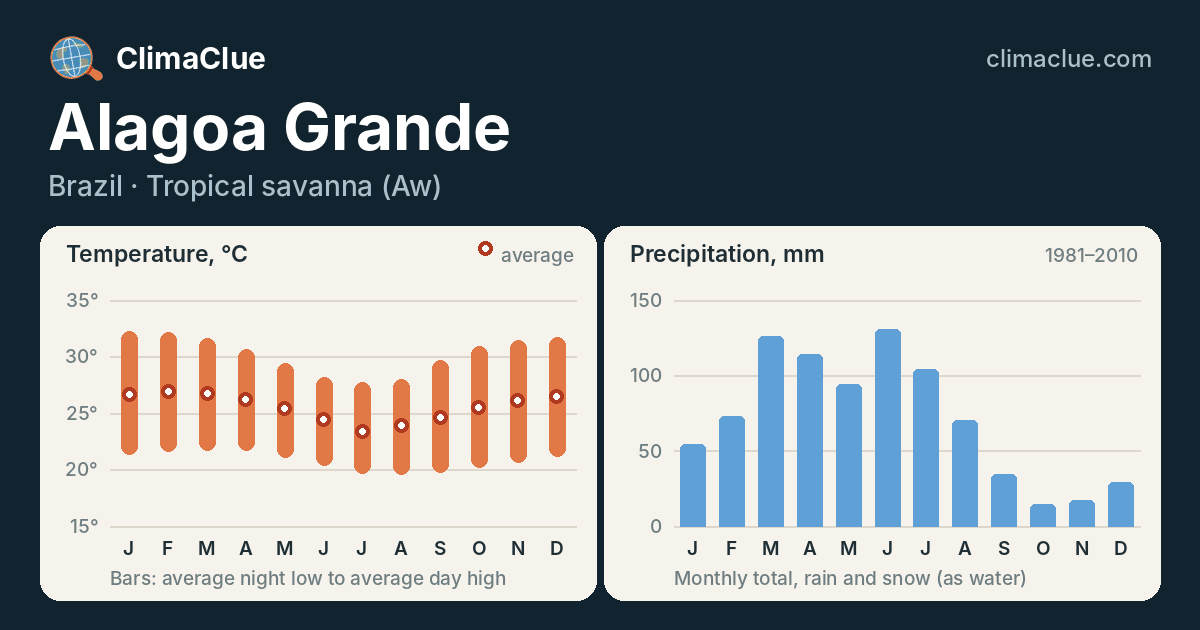 ClimaClue
climaclue.com
Alagoa Grande
Brazil · Tropical savanna (Aw)
Temperature, °C
average
35°
30°
25°
20°
15°
J F M A M J J A S O N D
Bars: average night low to average day high
Precipitation, mm
1981–2010
150
100
50
0
J F M A M J J A S O N D
Monthly total, rain and snow (as water)